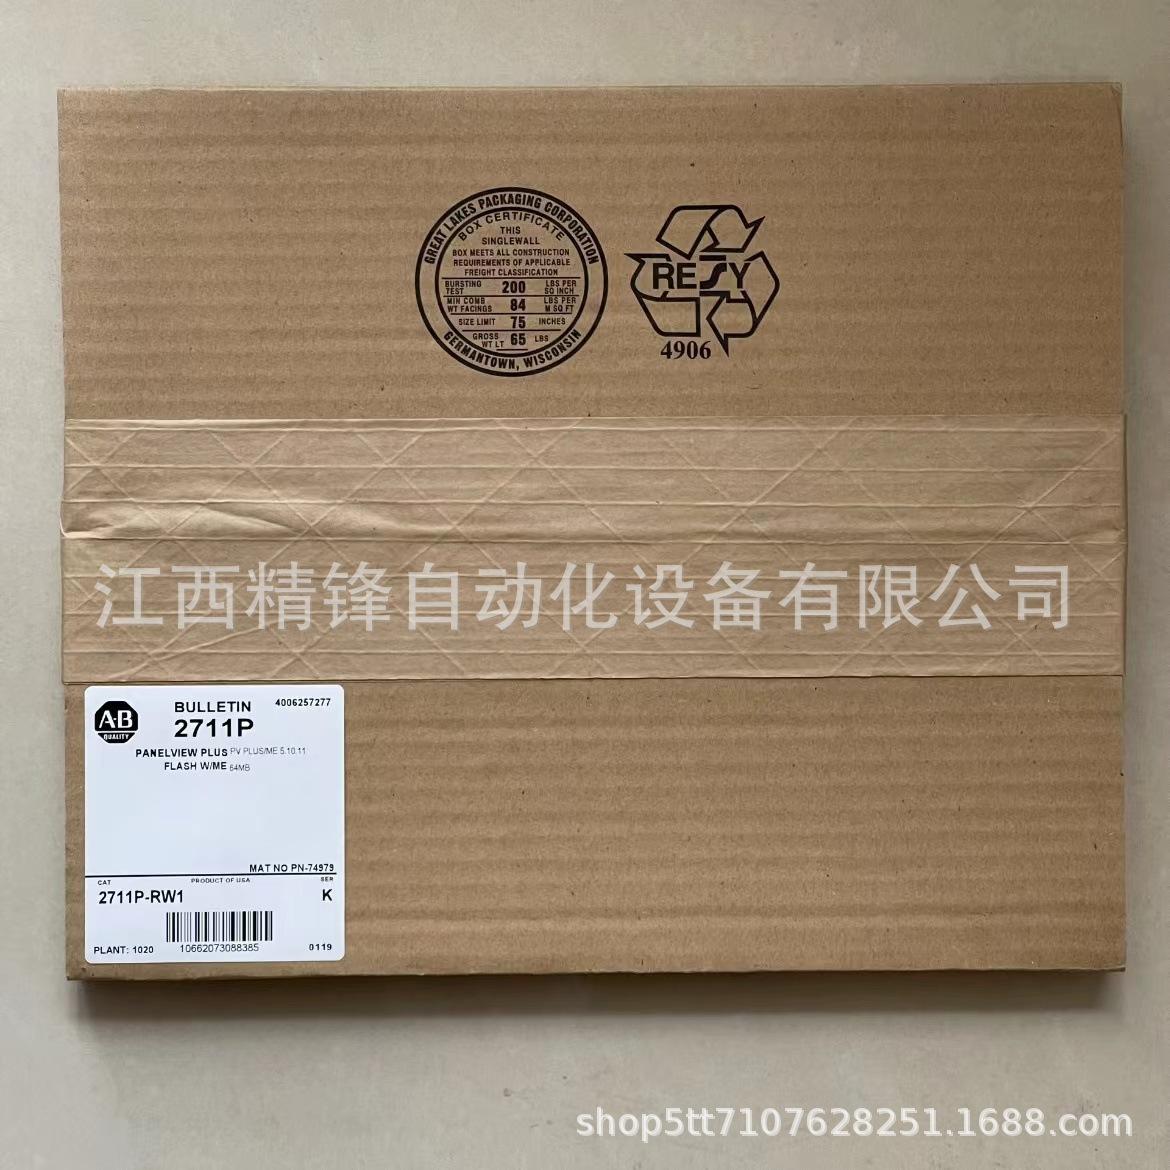 GREAT LAKES PACKAGING CORPORATION
BOX CERTIFICATE
THIS
SINGLEWALL
BOX MEETS ALL CONSTRUCTION
REQUIREMENTS OF APPLICABLE
FREIGHT CLASSIFICATION
BURSTING TEST 200 LBS PER SQ INCH
MIN COMB WT FACINGS 84 LBS PER M SQ FT
SIZE LIMIT 75 INCHES
GROSS WT LT 65 LBS
GERMANTOWN, WISCONSIN
RESY
4906
江西精锋自动化设备有限公司
A-B
QUALITY
BULLETIN 4006257277
2711P
PANELVIEW PLUS PV PLUS/ME 5.10.11
FLASH W/ME 64MB
MAT NO PN-74979
CAT PRODUCT OF USA SER
2711P-RW1 K
PLANT: 1020 10662073088385 0119
shop5tt7107628251.1688.com